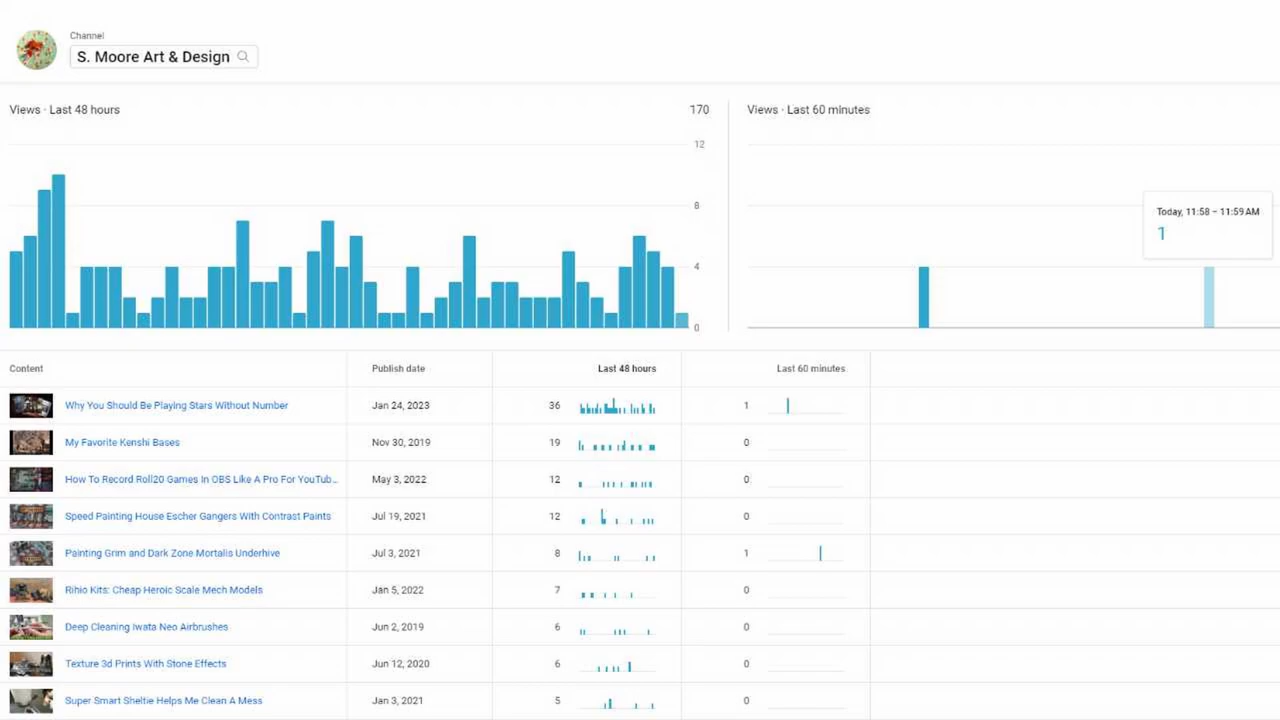 Channel
S. Moore Art & Design
Views · Last 48 hours 170
Views · Last 60 minutes
12
8
4
0
Today, 11:58 – 11:59 AM
1
Content Publish date Last 48 hours Last 60 minutes
Why You Should Be Playing Stars Without Number Jan 24, 2023 36 1
My Favorite Kenshi Bases Nov 30, 2019 19 0
How To Record Roll20 Games In OBS Like A Pro For YouTub... May 3, 2022 12 0
Speed Painting House Escher Gangers With Contrast Paints Jul 19, 2021 12 0
Painting Grim and Dark Zone Mortalis Underhive Jul 3, 2021 8 1
Rihio Kits: Cheap Heroic Scale Mech Models Jan 5, 2022 7 0
Deep Cleaning Iwata Neo Airbrushes Jun 2, 2019 6 0
Texture 3d Prints With Stone Effects Jun 12, 2020 6 0
Super Smart Sheltie Helps Me Clean A Mess Jan 3, 2021 5 0